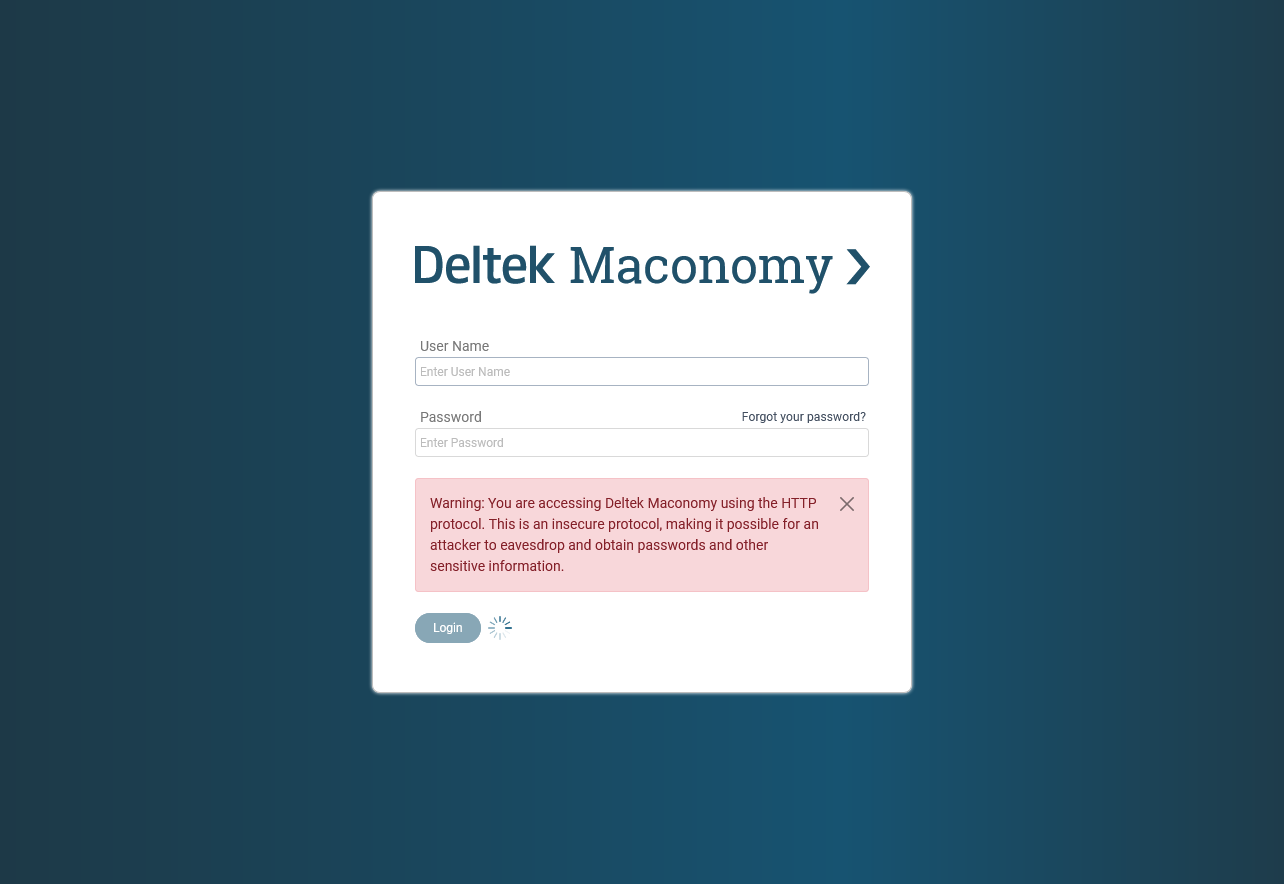 Deltek Maconomy
User Name
Enter User Name
Password
Forgot your password?
Enter Password
Warning: You are accessing Deltek Maconomy using the HTTP
protocol. This is an insecure protocol, making it possible for an
attacker to eavesdrop and obtain passwords and other
sensitive information.
Login